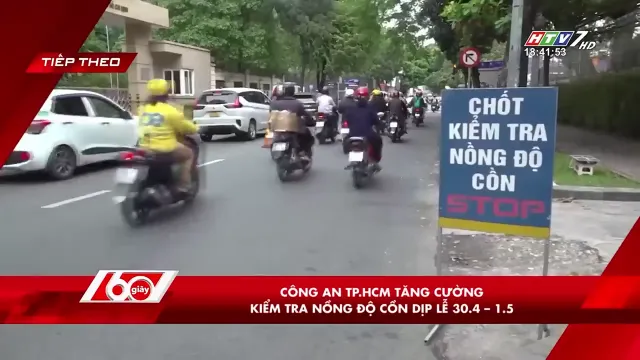 TIẾP THEO
HTV7 HD
18:41:53
CHỐT
KIỂM TRA
NỒNG ĐỘ
CỒN
STOP
60 giây
CÔNG AN TP.HCM TĂNG CƯỜNG
KIỂM TRA NỒNG ĐỘ CỒN DỊP LỄ 30.4 – 1.5